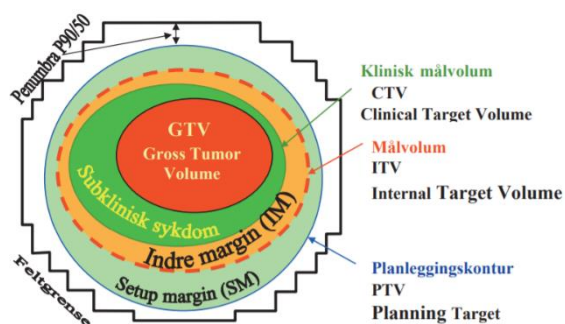 Penumbra P90/50
GTV
Gross Tumor
Volume
Subklinisk sykdom
Indre margin (IM)
Setup margin (SM)
Feltgrense
Klinisk målvolum
CTV
Clinical Target Volume
Målvolum
ITV
Internal Target Volume
Planleggingskontur
PTV
Planning Target